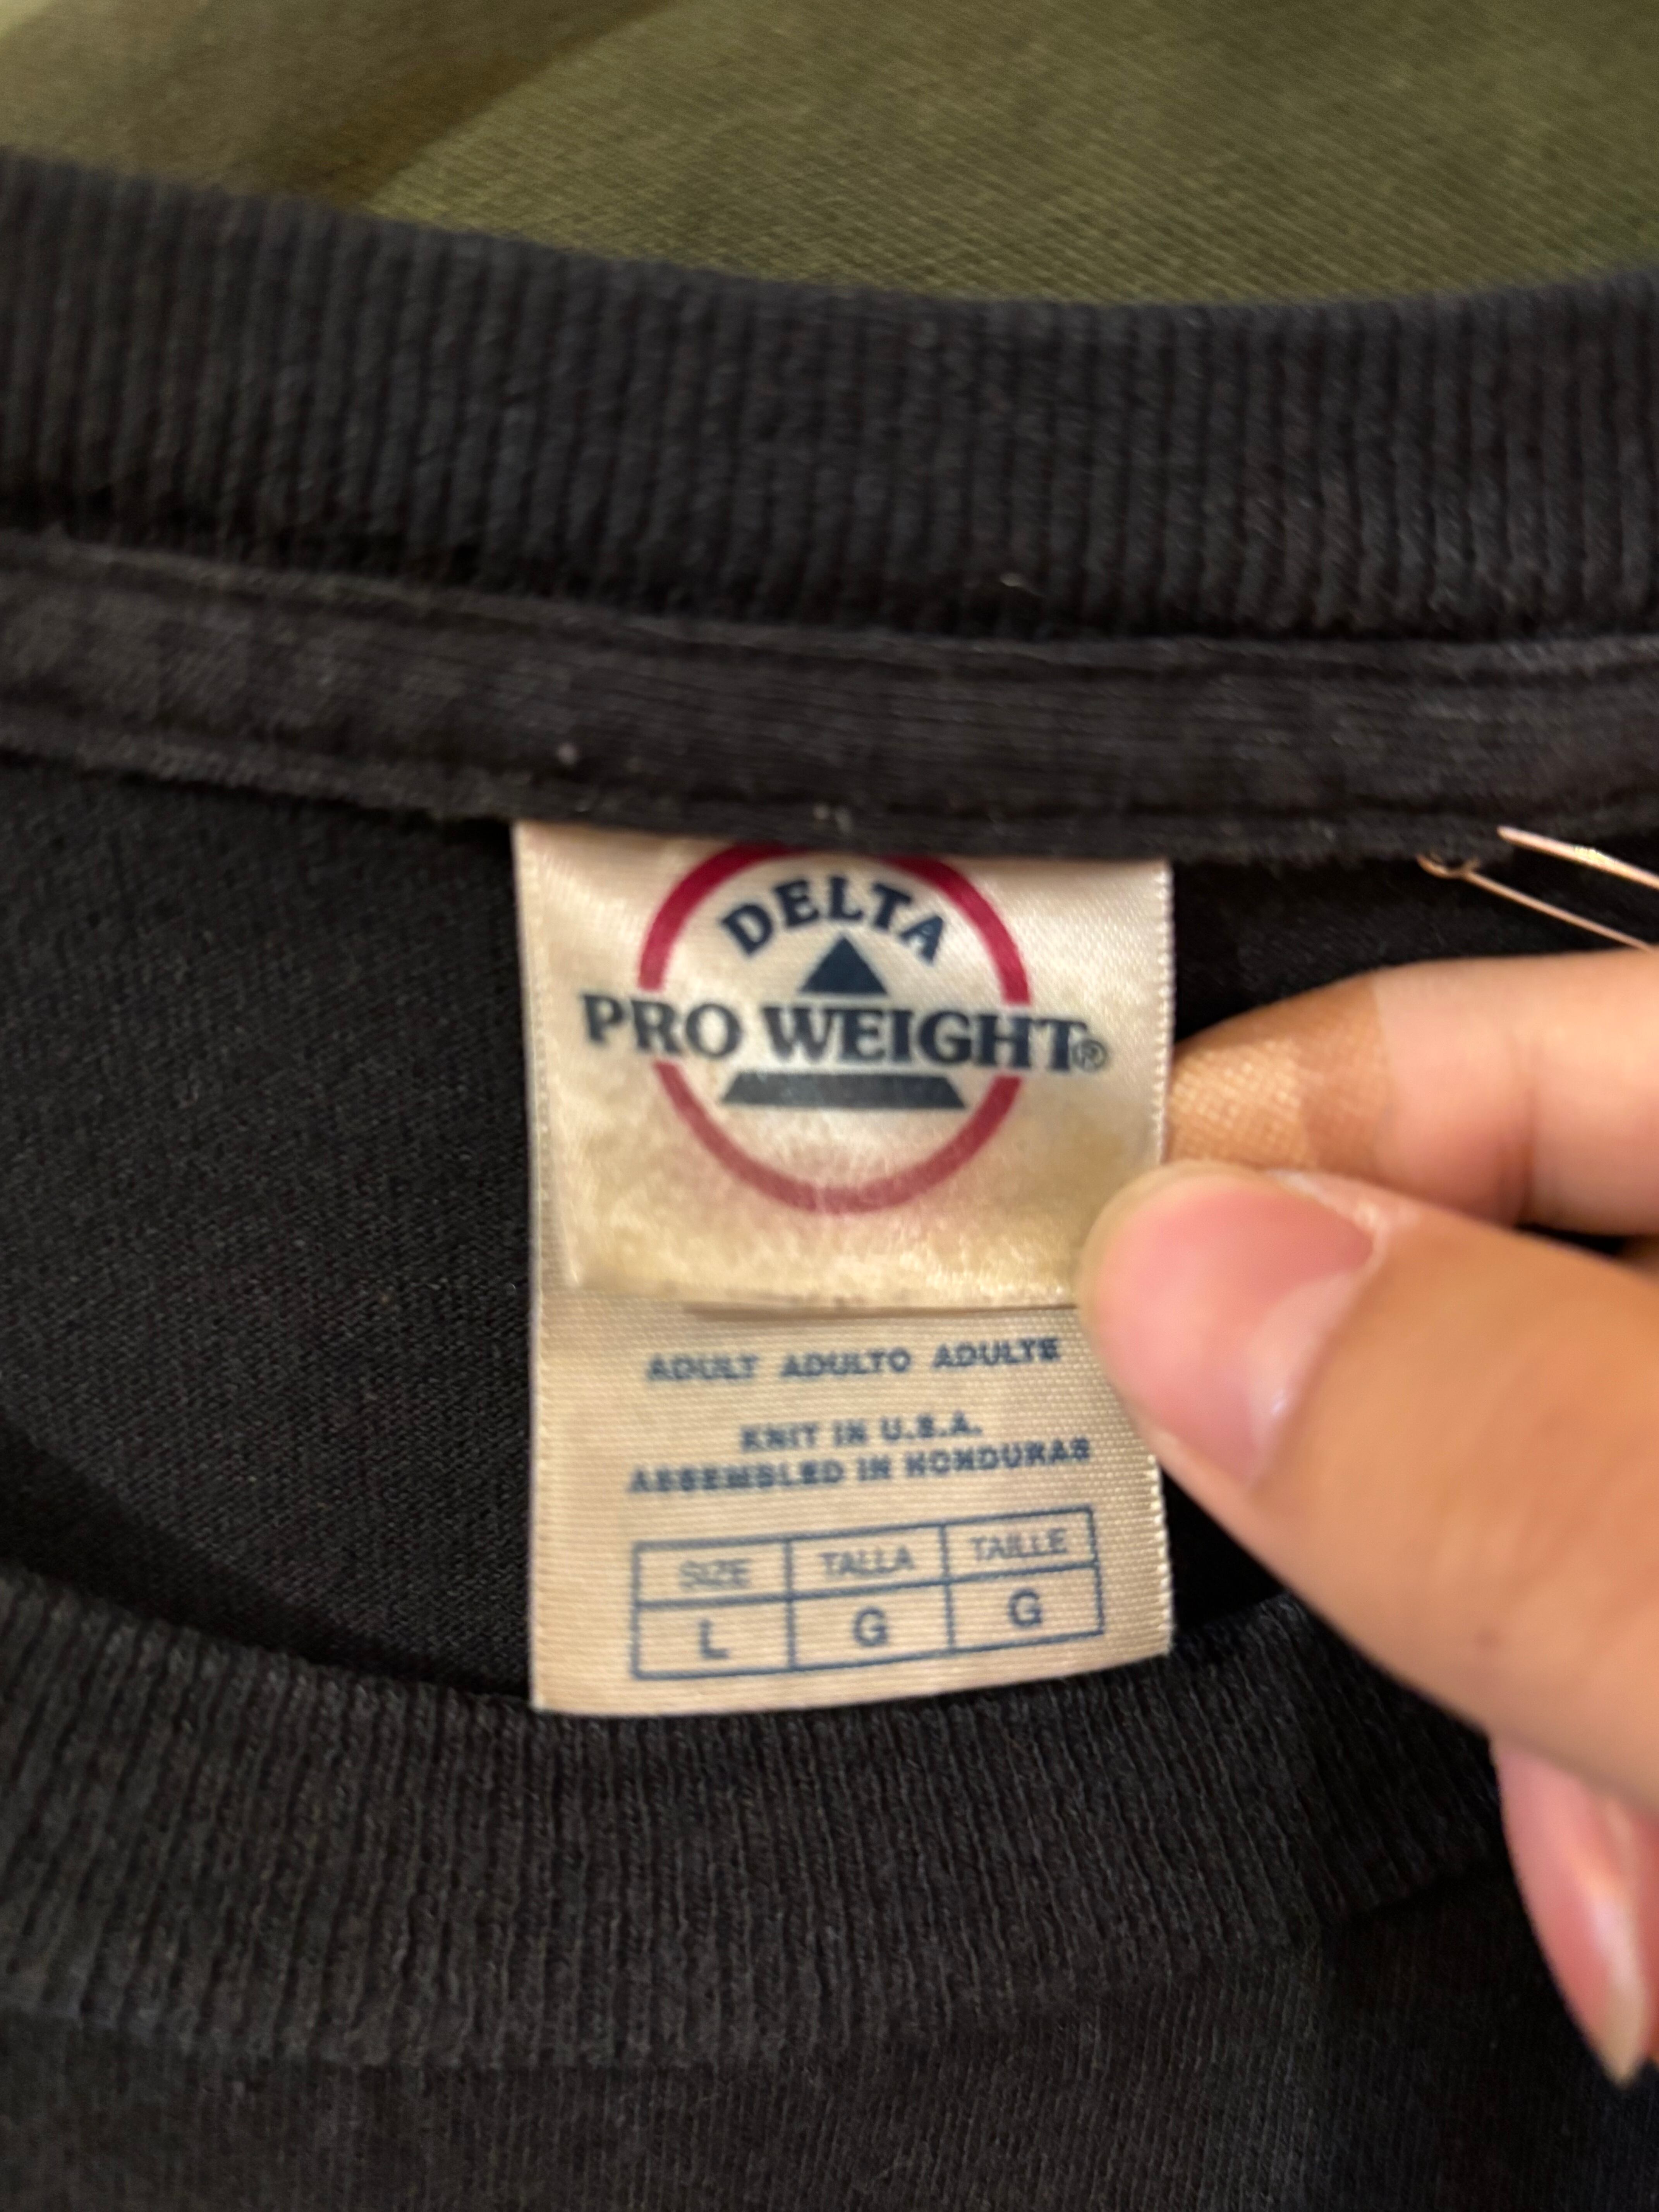 DELTA
PRO WEIGHT®
ADULT ADULTO ADULTE
KNIT IN U.S.A.
ASSEMBLED IN HONDURAS
SIZE TALLA TAILLE
L G G